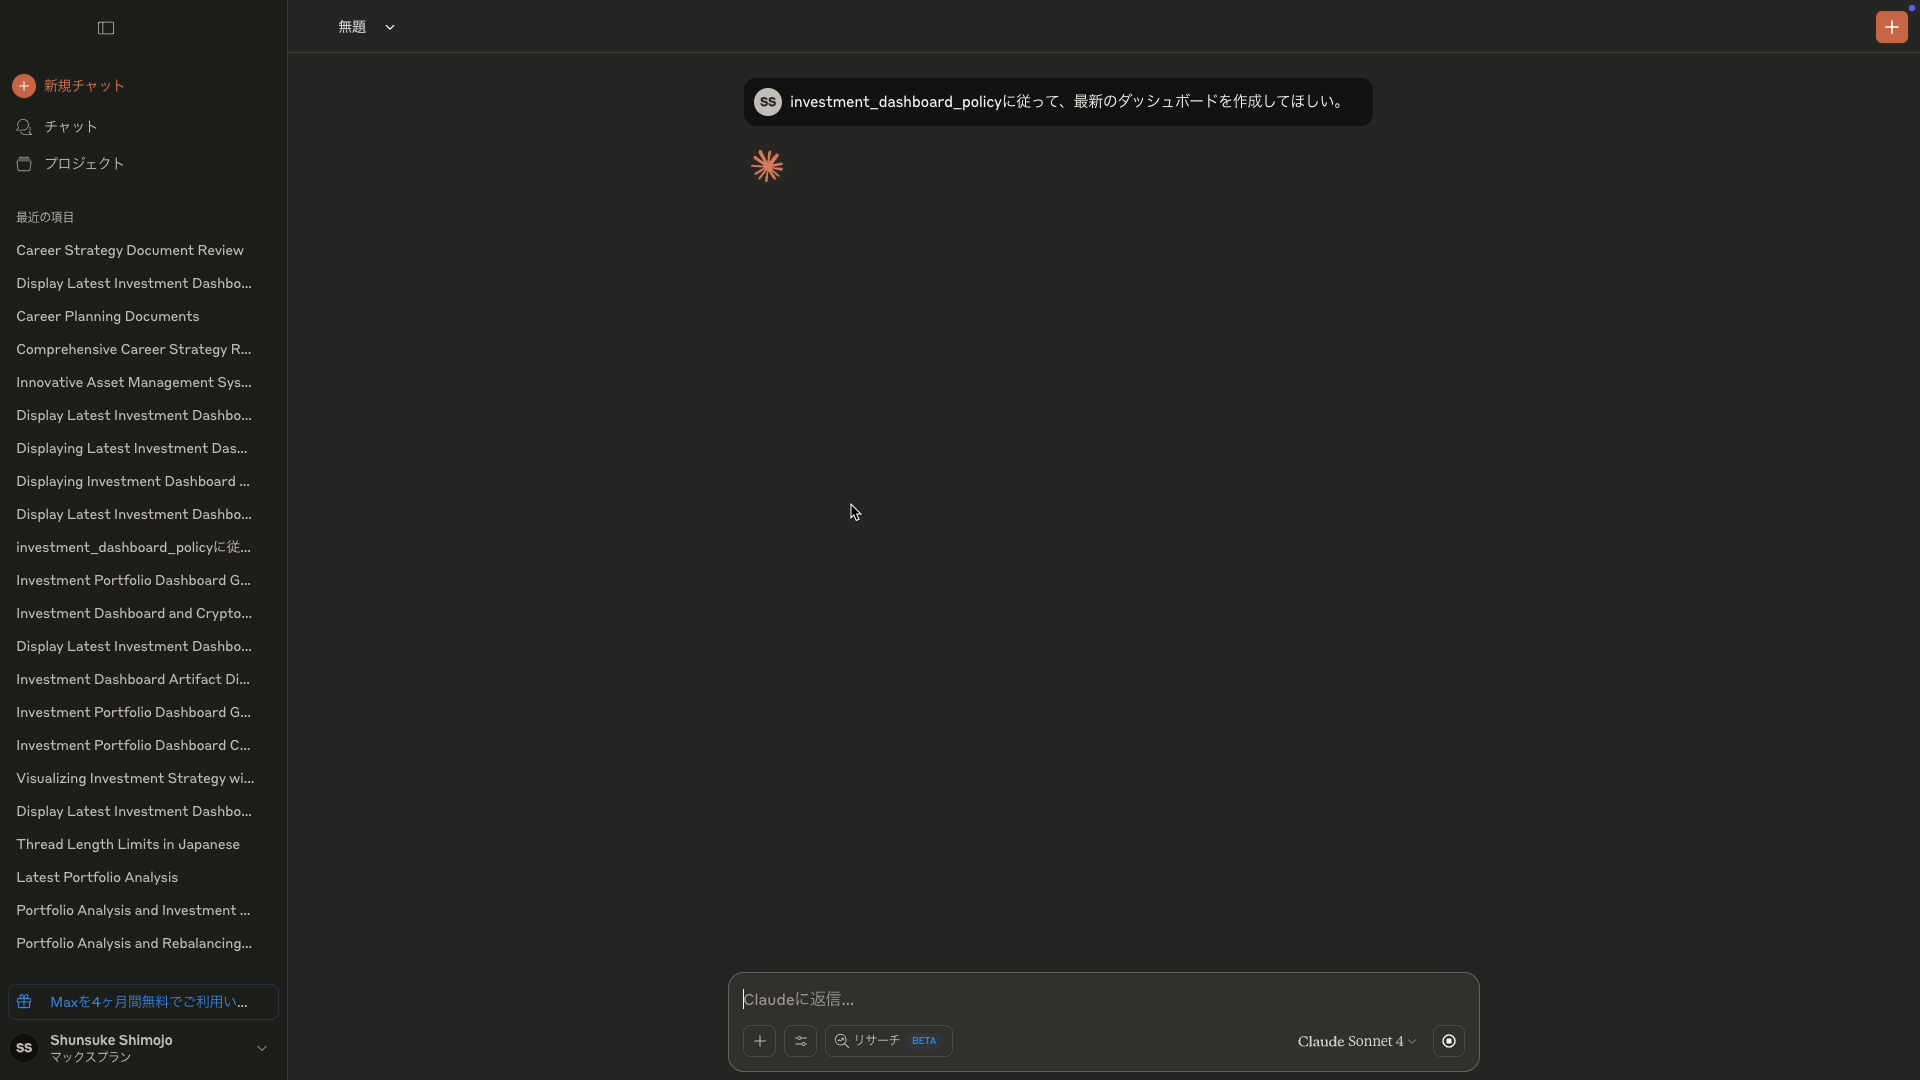 無題
新規チャット
チャット
プロジェクト
最近の項目
Career Strategy Document Review
Display Latest Investment Dashbo...
Career Planning Documents
Comprehensive Career Strategy R...
Innovative Asset Management Sys...
Display Latest Investment Dashbo...
Displaying Latest Investment Das...
Displaying Investment Dashboard ...
Display Latest Investment Dashbo...
investment_dashboard_policyに従...
Investment Portfolio Dashboard G...
Investment Dashboard and Crypto...
Display Latest Investment Dashbo...
Investment Dashboard Artifact Di...
Investment Portfolio Dashboard G...
Investment Portfolio Dashboard C...
Visualizing Investment Strategy wi...
Display Latest Investment Dashbo...
Thread Length Limits in Japanese
Latest Portfolio Analysis
Portfolio Analysis and Investment ...
Portfolio Analysis and Rebalancing...
Maxを4ヶ月間無料でご利用い...
SS
Shunsuke Shimojo
マックスプラン
SS
investment_dashboard_policyに従って、最新のダッシュボードを作成してほしい。
Claudeに返信...
リサーチ BETA
Claude Sonnet 4